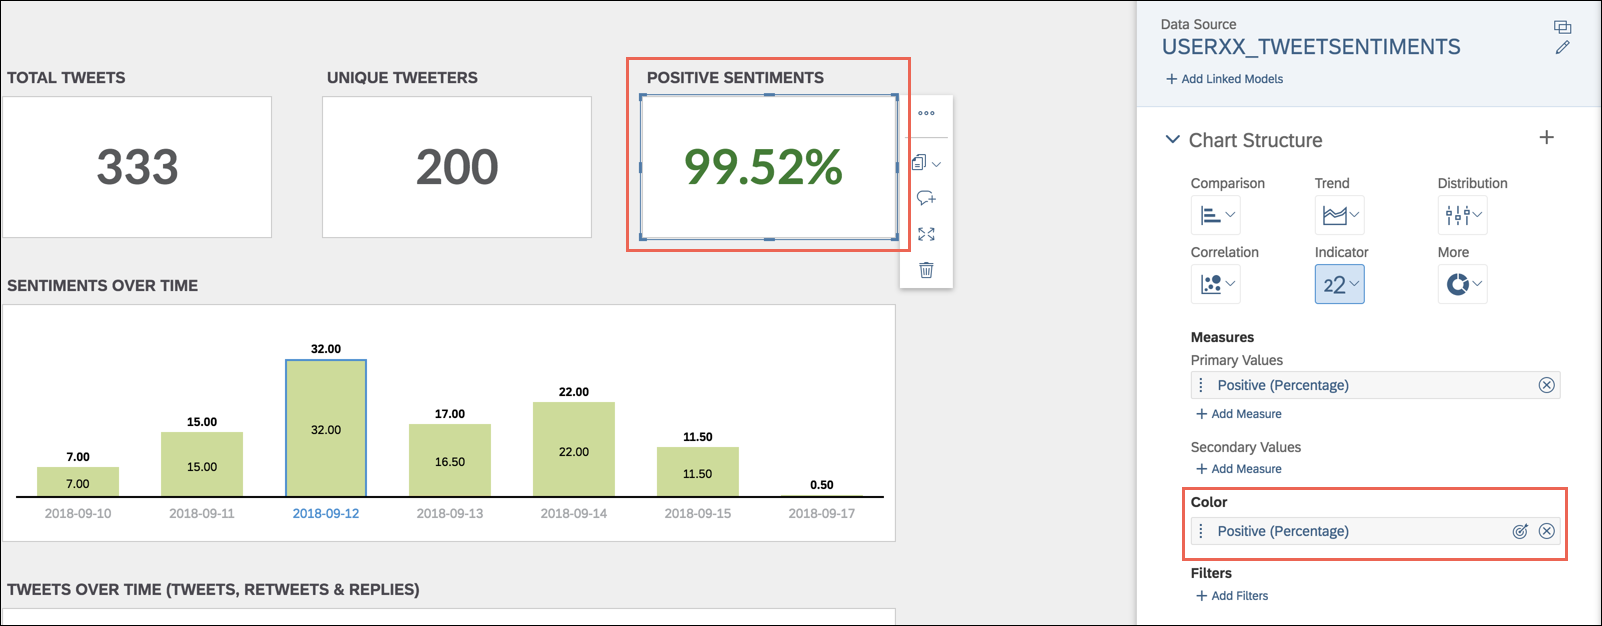 TOTAL TWEETS
333
UNIQUE TWEETERS
200
POSITIVE SENTIMENTS
99.52%
SENTIMENTS OVER TIME
7.00
7.00
2018-09-10
15.00
15.00
2018-09-11
32.00
32.00
2018-09-12
17.00
16.50
2018-09-13
22.00
22.00
2018-09-14
11.50
11.50
2018-09-15
0.50
2018-09-17
TWEETS OVER TIME (TWEETS, RETWEETS & REPLIES)
Data Source
USERXX_TWEETSENTIMENTS
+ Add Linked Models
Chart Structure
Comparison
Trend
Distribution
Correlation
Indicator
22
More
Measures
Primary Values
Positive (Percentage)
+ Add Measure
Secondary Values
+ Add Measure
Color
Positive (Percentage)
Filters
+ Add Filters